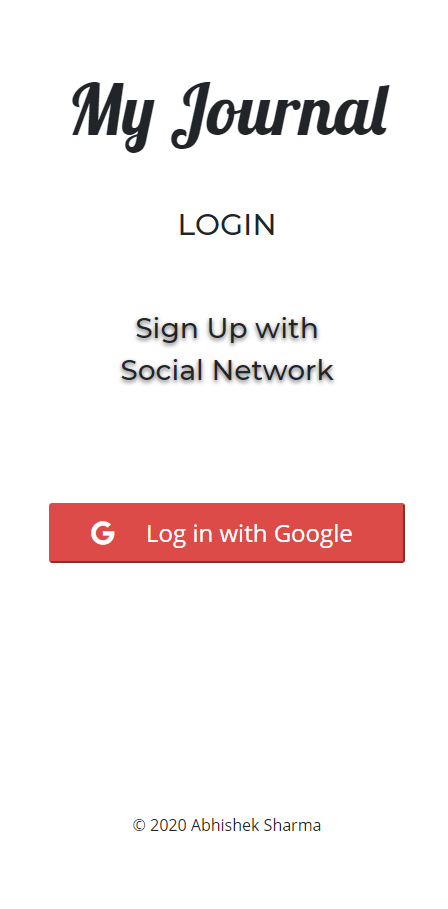 My Journal
LOGIN
Sign Up with
Social Network
Log in with Google
© 2020 Abhishek Sharma